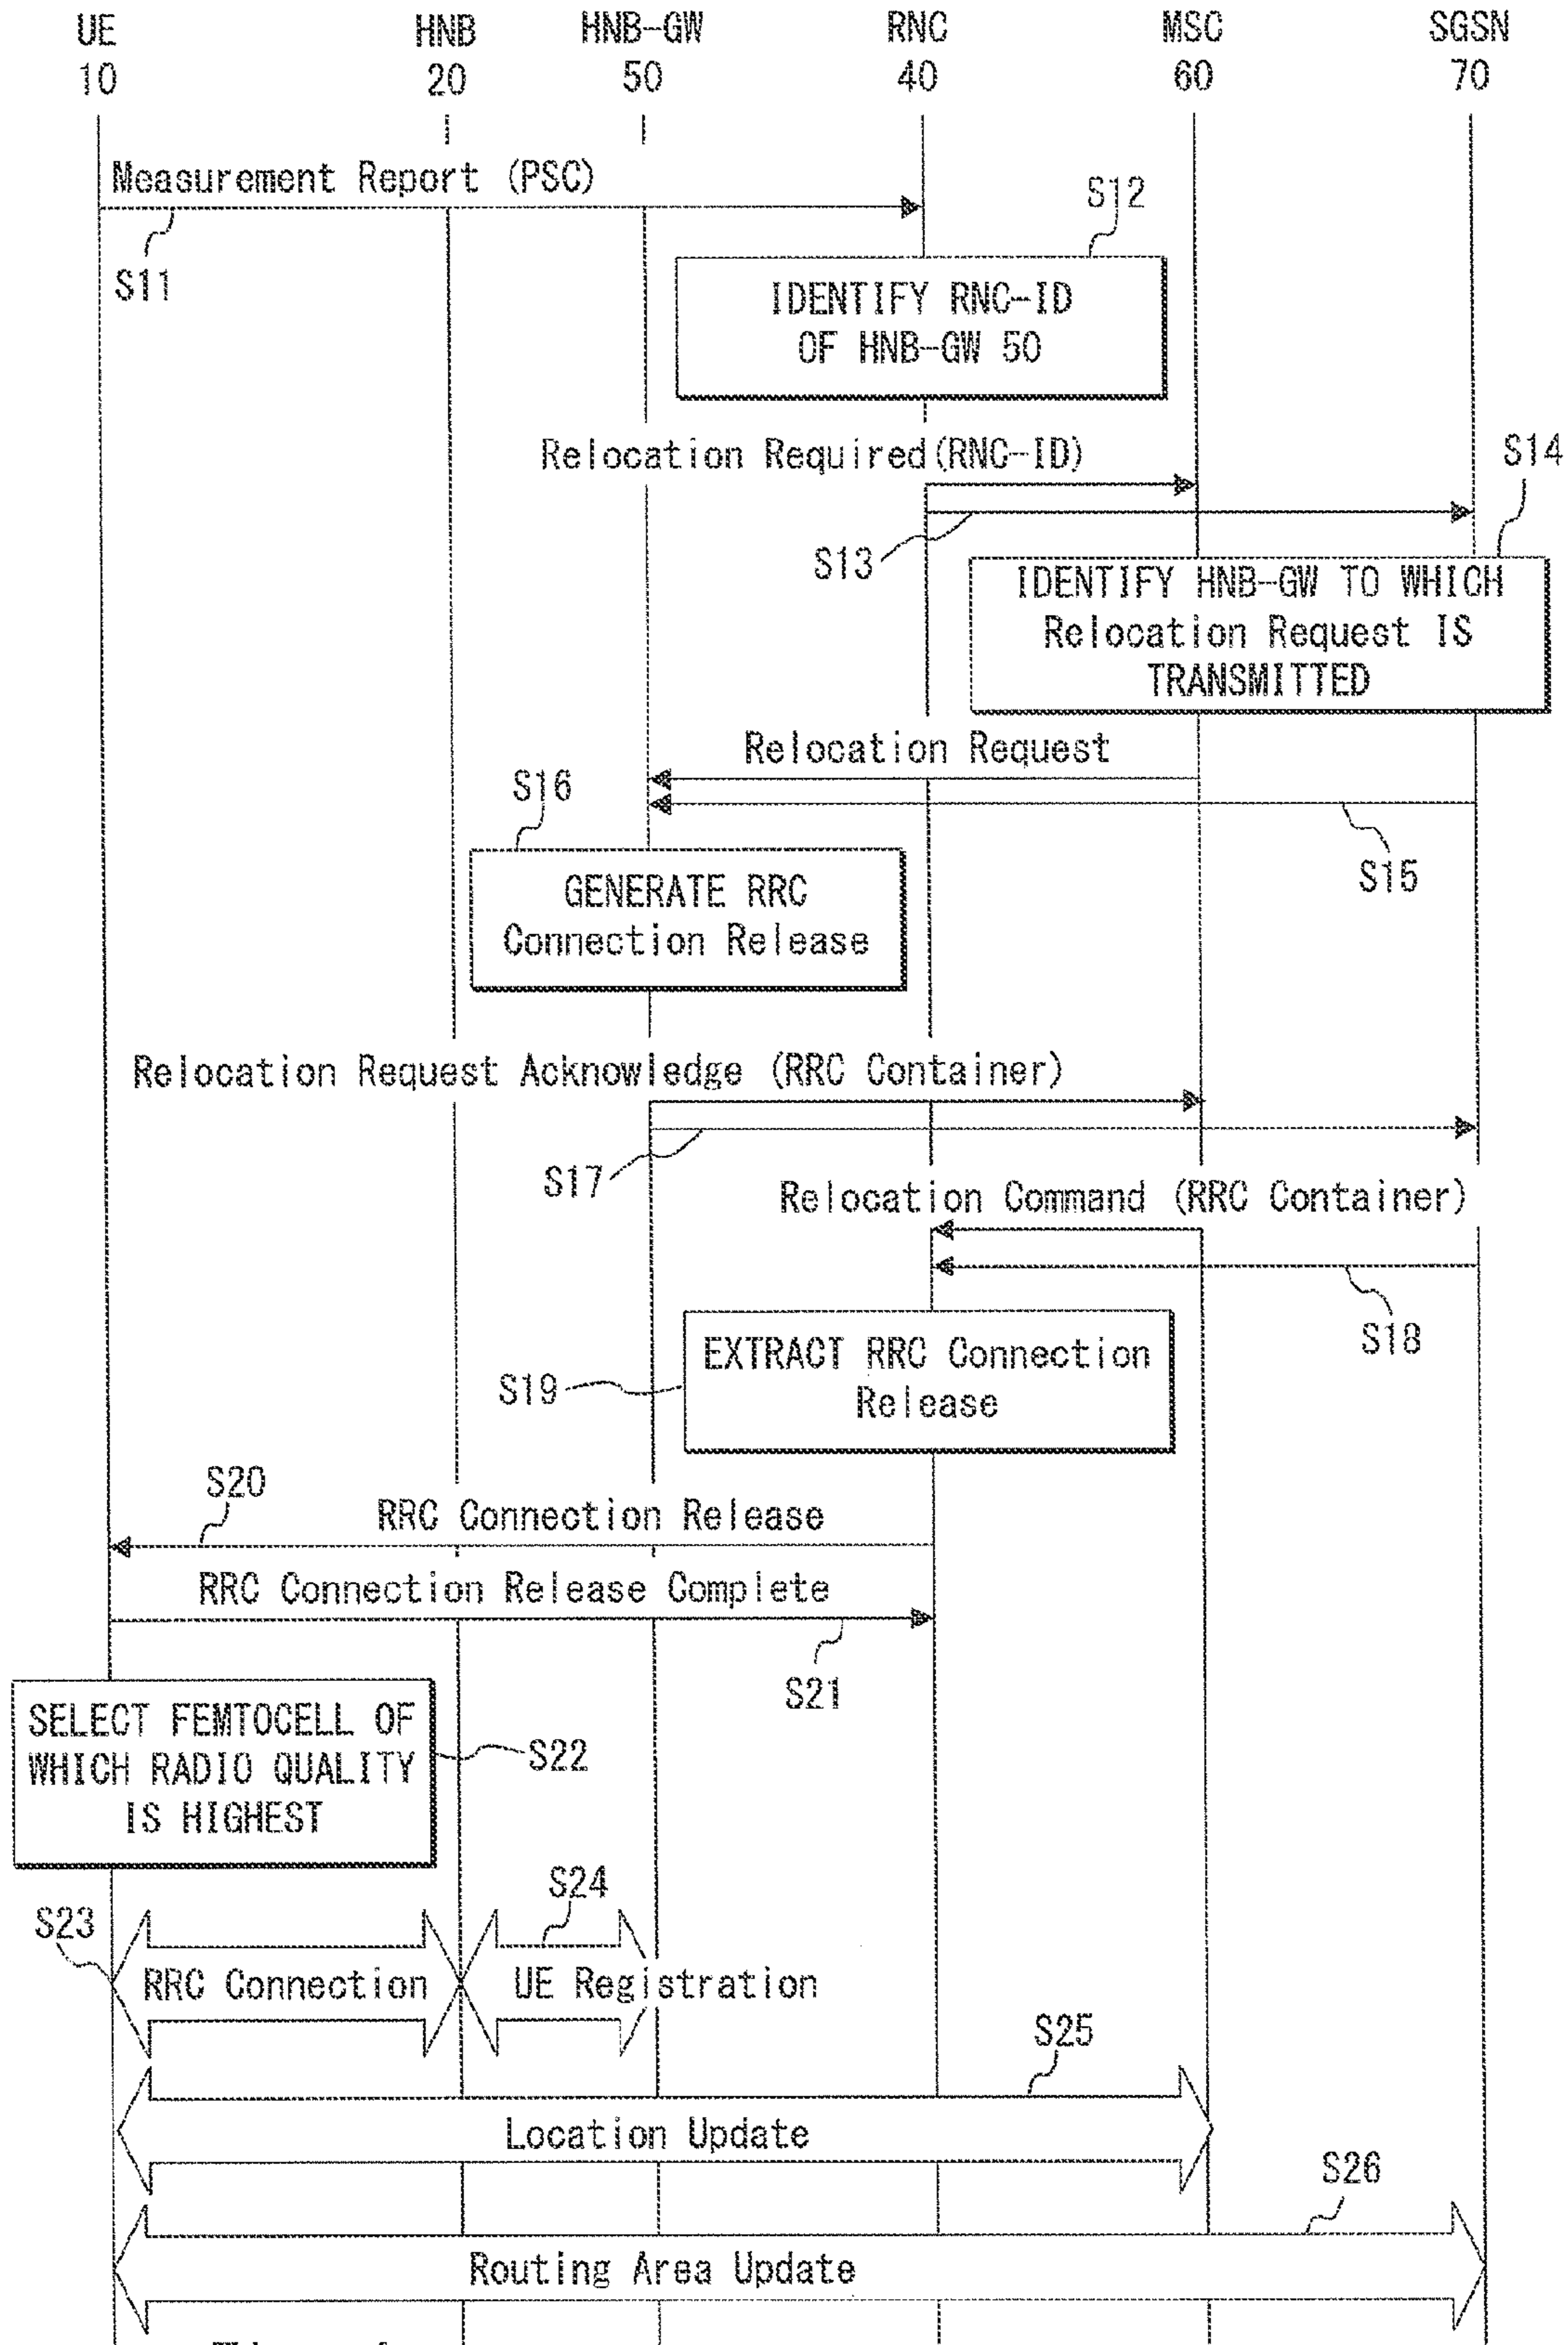 UE HNB HNB-GW RNC MSC SGSN
10 20 50 40 60 70
Measurement Report (PSC)
S12
S11
IDENTIFY RNC-ID
OF HNB-GW 50
Relocation Required(RNC-ID)
S14
S13
IDENTIFY HNB-GW TO WHICH
Relocation Request IS
TRANSMITTED
Relocation Request
S16
S15
GENERATE RRC
Connection Release
Relocation Request Acknowledge (RRC Container)
S17
Relocation Command (RRC Container)
S18
EXTRACT RRC Connection
Release
S19
S20
RRC Connection Release
RRC Connection Release Complete
S21
SELECT FEMTOCELL OF
WHICH RADIO QUALITY
IS HIGHEST
S22
S24
S23
RRC Connection
UE Registration
S25
Location Update
S26
Routing Area Update